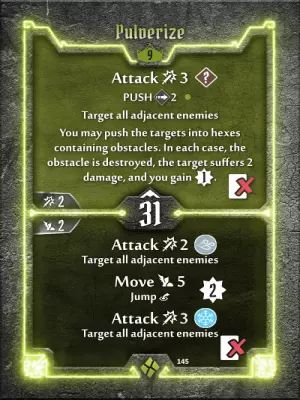 Pulverize
9
Attack 3 ?
PUSH 2
Target all adjacent enemies
You may push the targets into hexes
containing obstacles. In each case, the
obstacle is destroyed, the target suffers 2
damage, and you gain 1.
2
31
2
Attack 2
Target all adjacent enemies
Move 5
Jump
2
Attack 3
Target all adjacent enemies
145